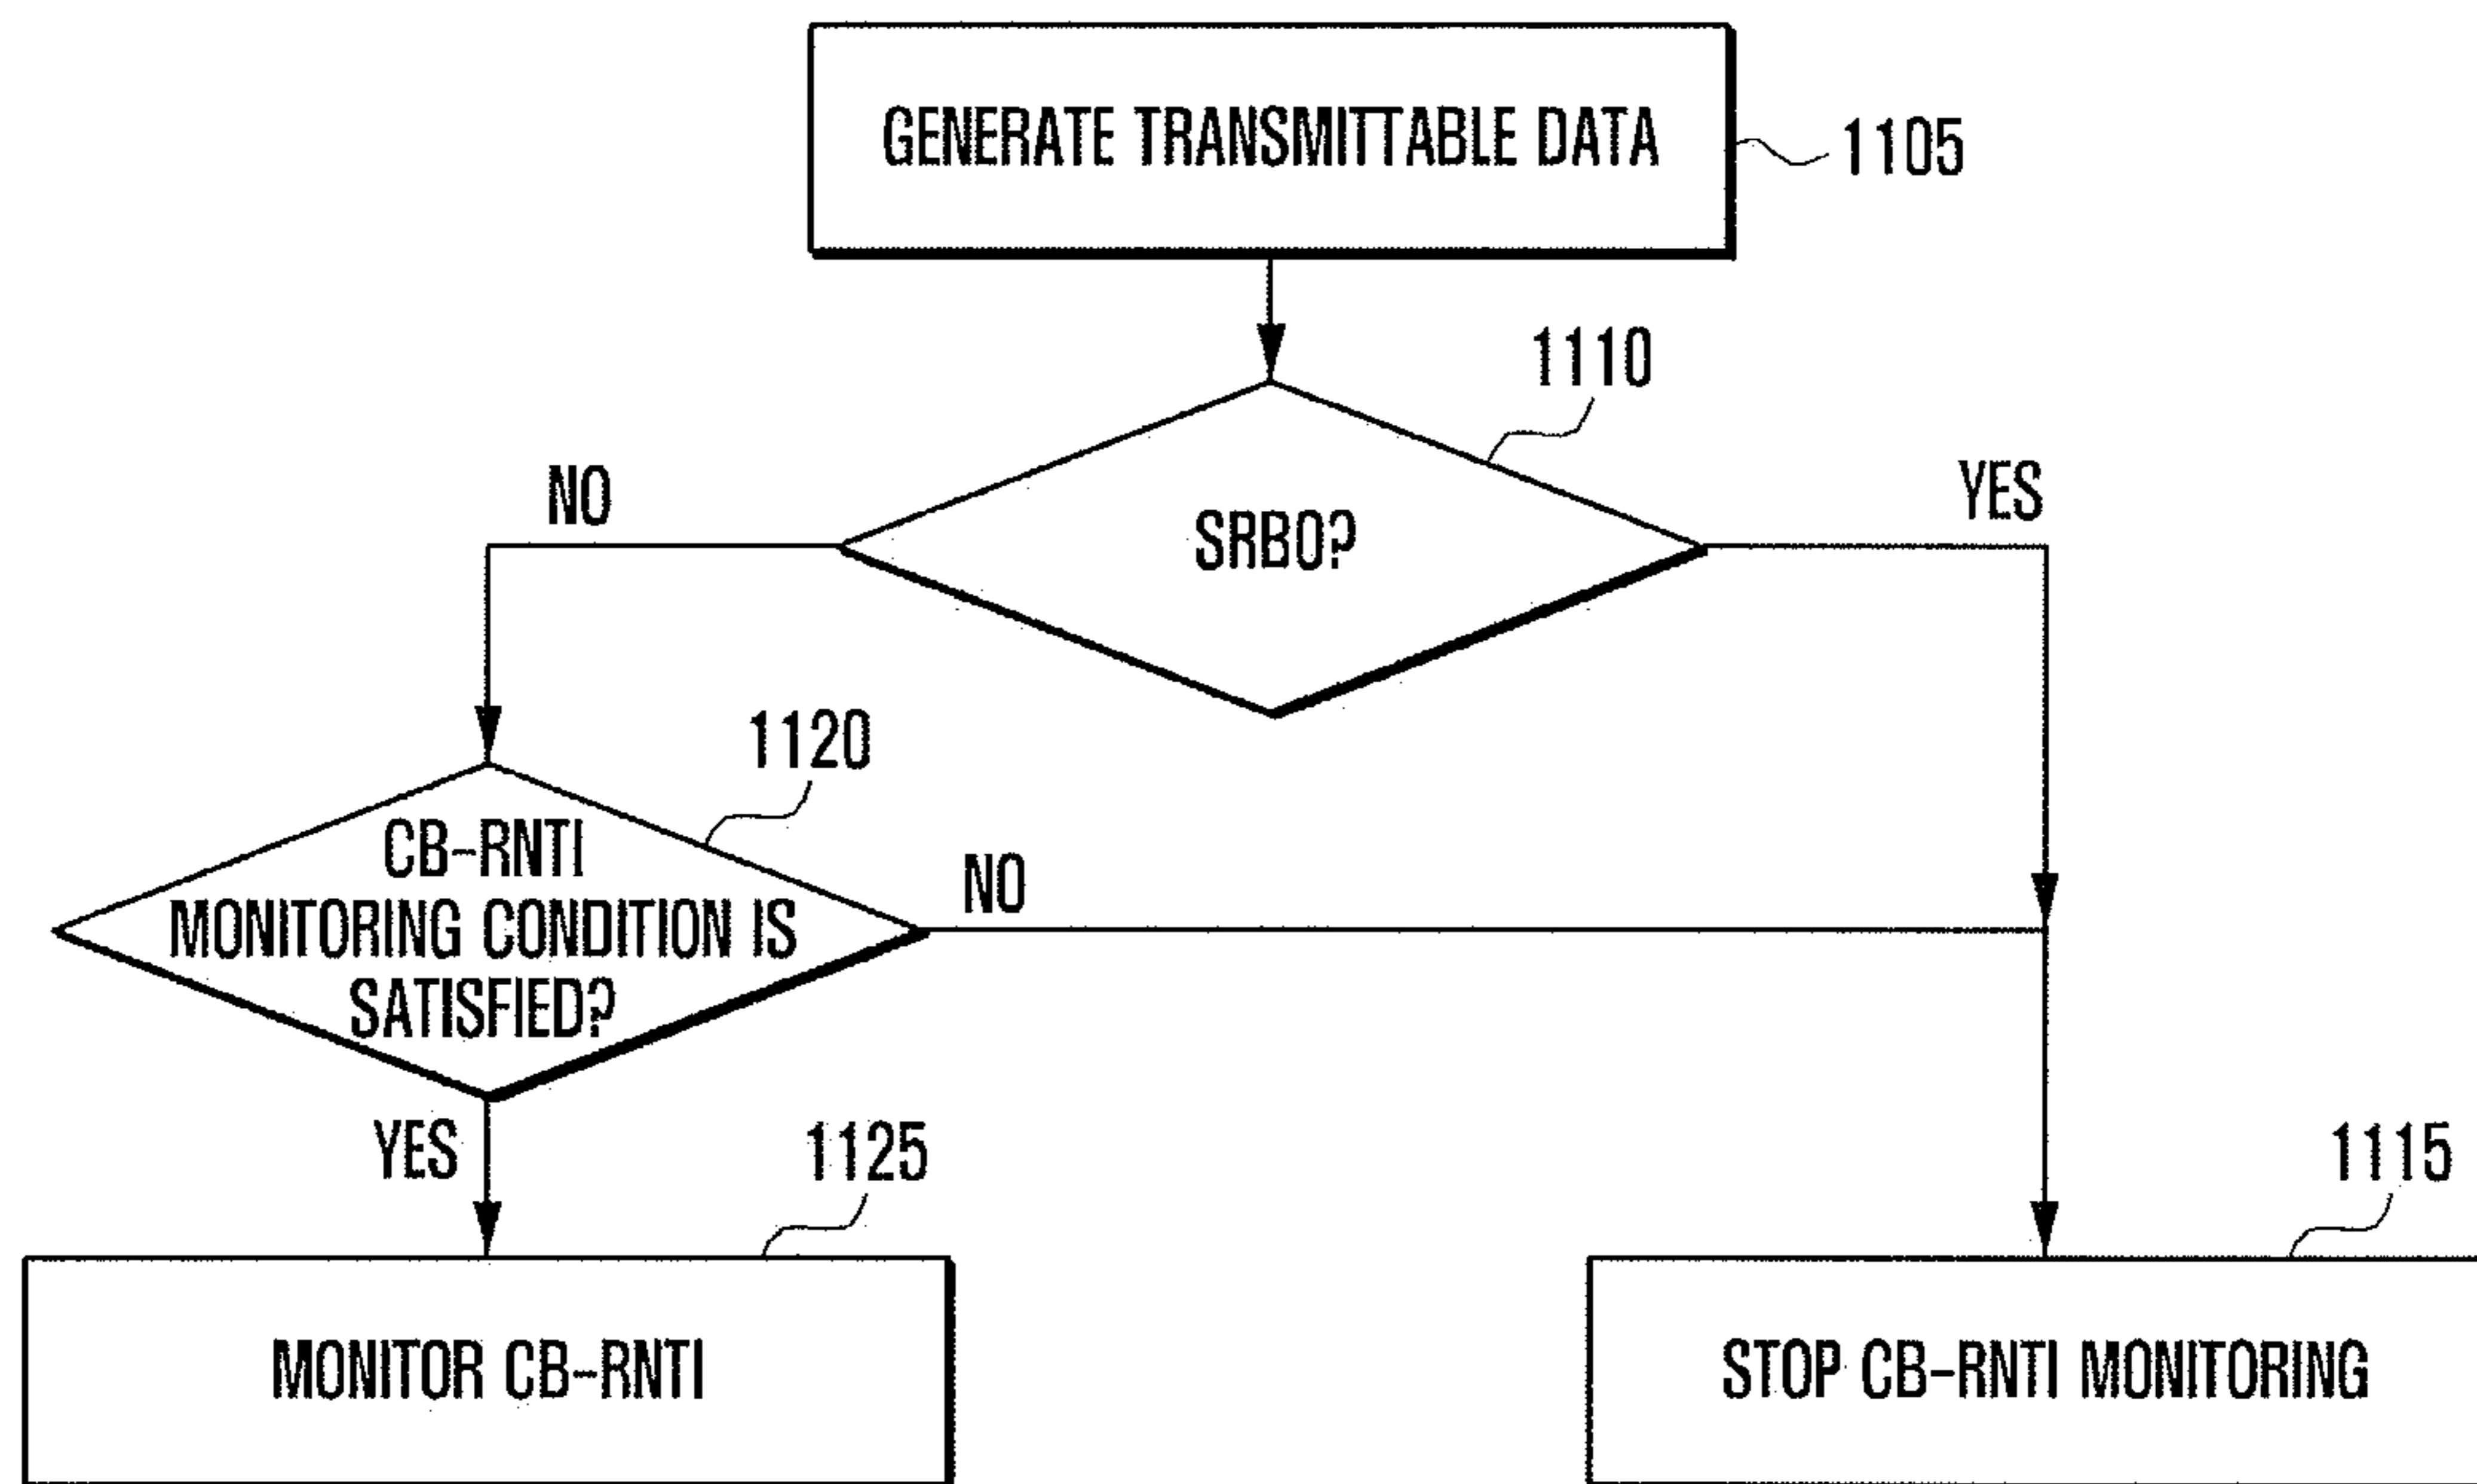 GENERATE TRANSMITTABLE DATA
1105
1110
NO
YES
SRB0?
1120
CB-RNTI
MONITORING CONDITION IS
SATISFIED?
NO
YES
1125
1115
MONITOR CB-RNTI
STOP CB-RNTI MONITORING